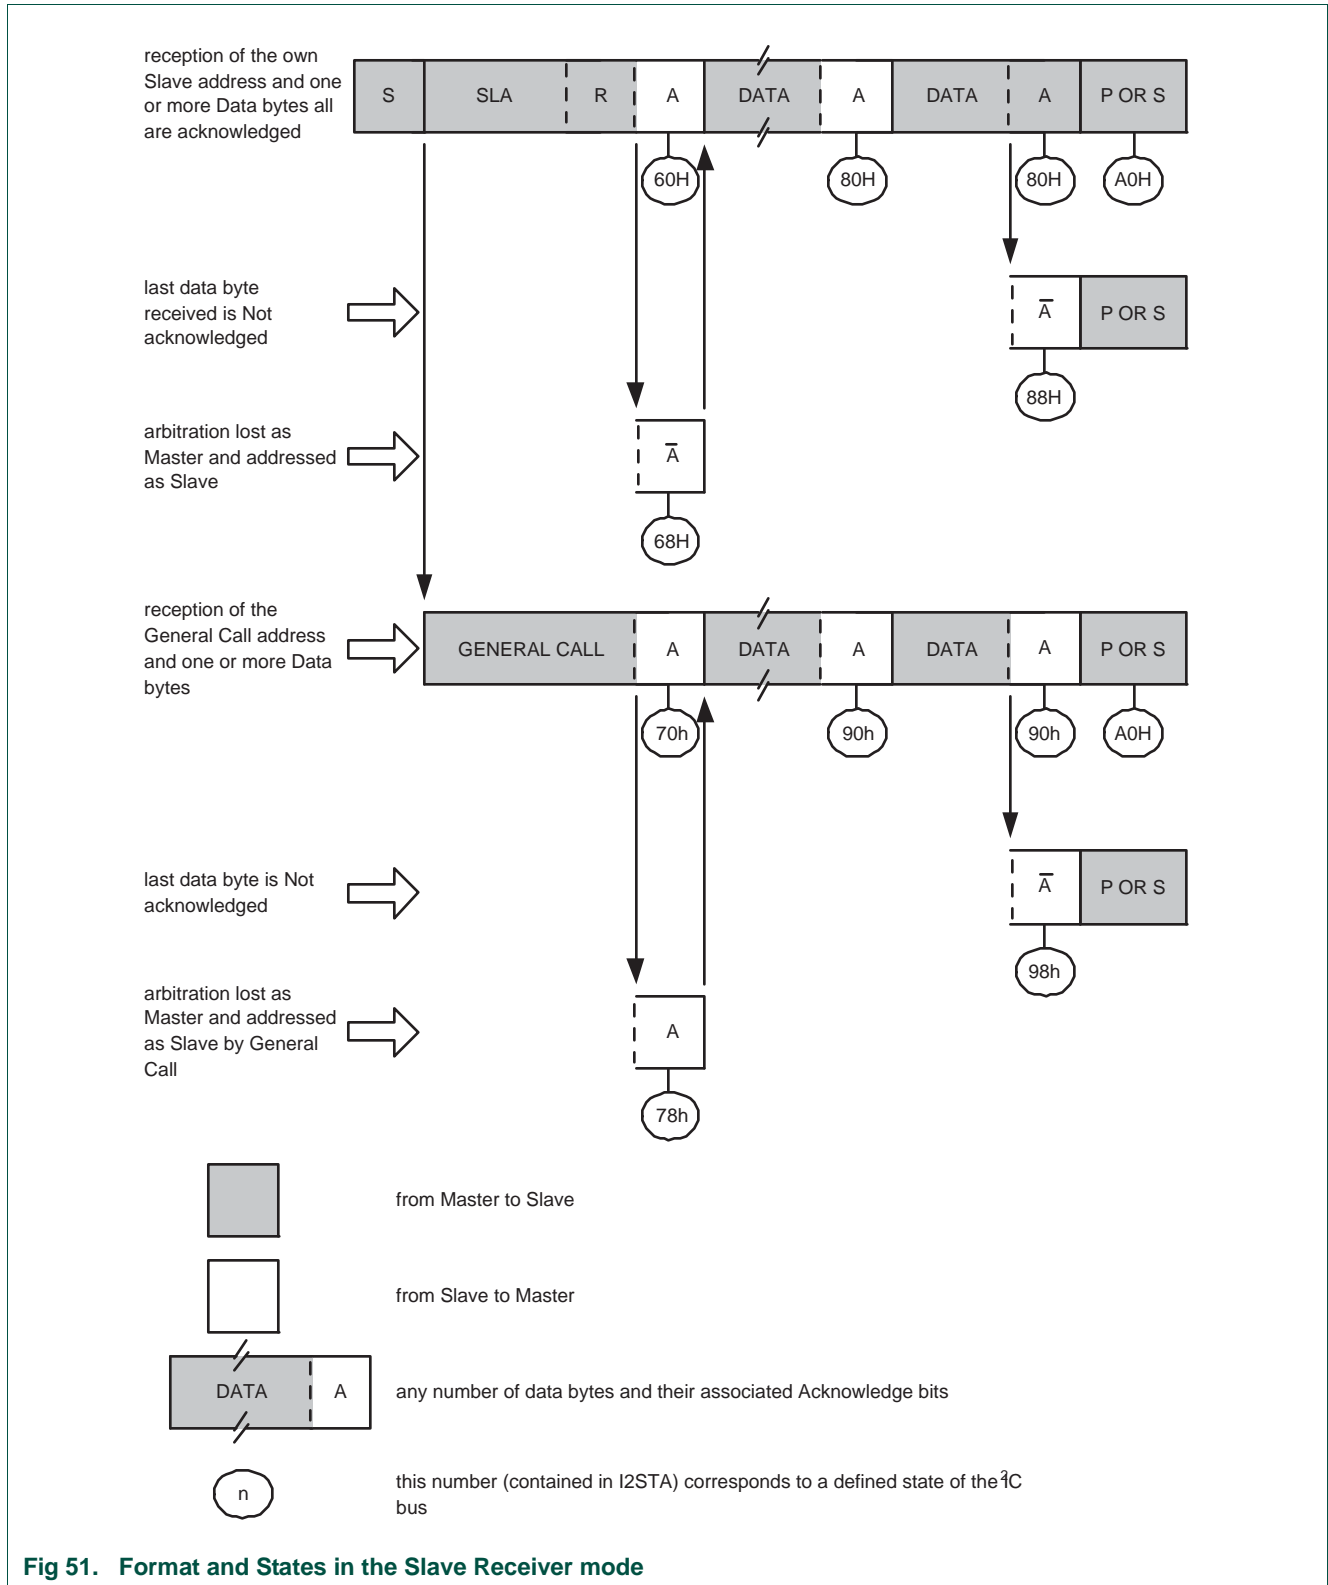 reception of the own
Slave address and one
or more Data bytes all
are acknowledged
S SLA R A DATA A DATA A P OR S
60H 80H 80H A0H
last data byte
received is Not
acknowledged
A̅ P OR S
88H
arbitration lost as
Master and addressed
as Slave
A̅
68H
reception of the
General Call address
and one or more Data
bytes
GENERAL CALL A DATA A DATA A P OR S
70h 90h 90h A0H
last data byte is Not
acknowledged
A̅ P OR S
98h
arbitration lost as
Master and addressed
as Slave by General
Call
A
78h
from Master to Slave
from Slave to Master
DATA A any number of data bytes and their associated Acknowledge bits
n this number (contained in I2STA) corresponds to a defined state of the I²C
bus
Fig 51. Format and States in the Slave Receiver mode